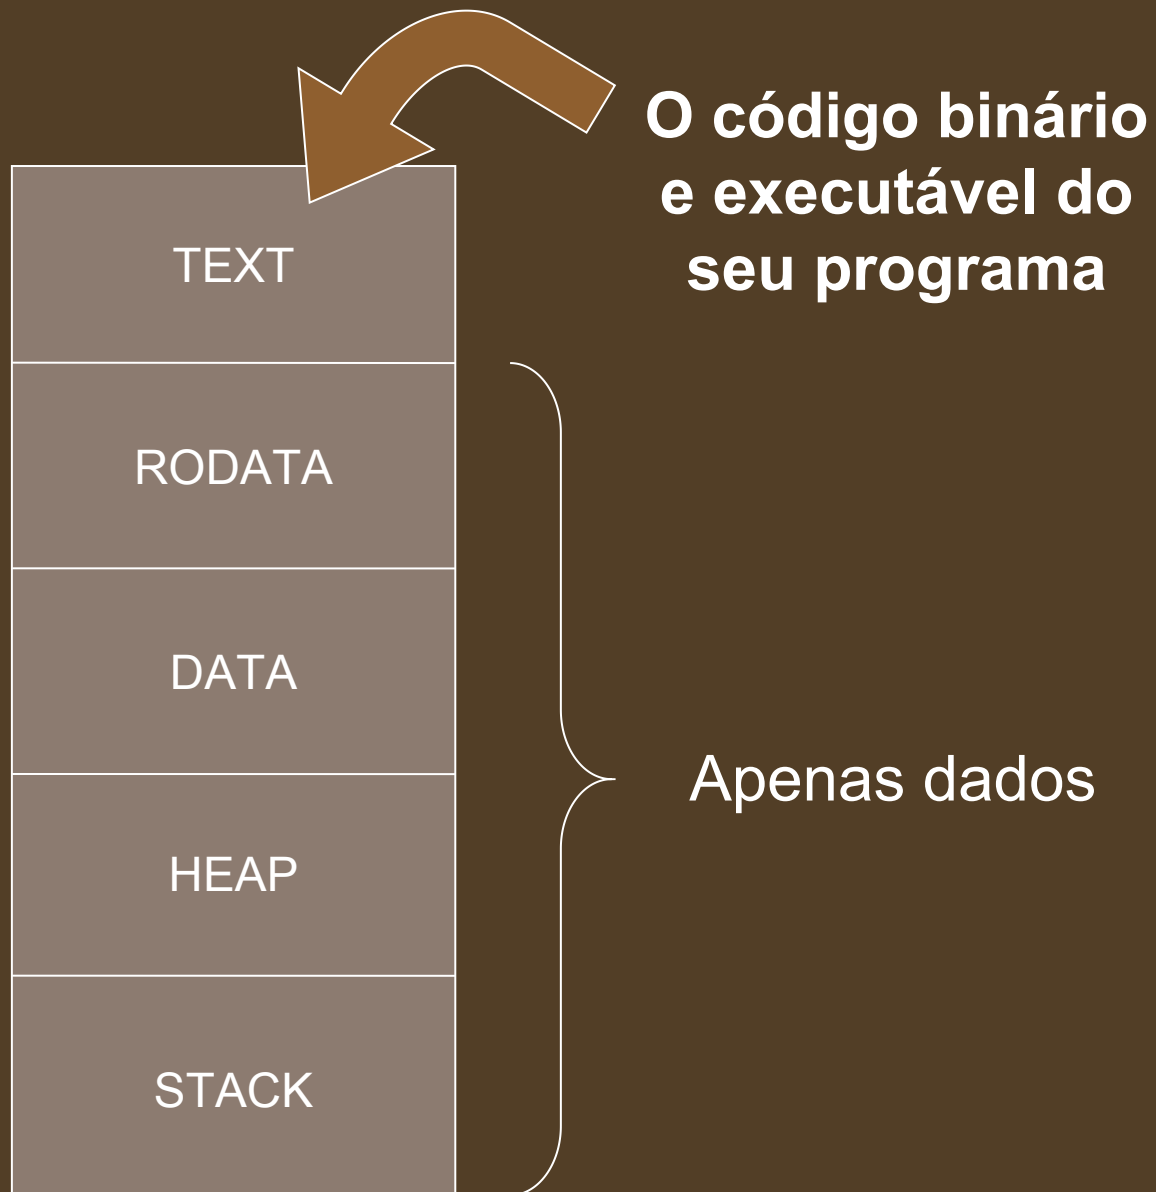 O código binário
e executável do
seu programa
TEXT
RODATA
DATA
Apenas dados
HEAP
STACK